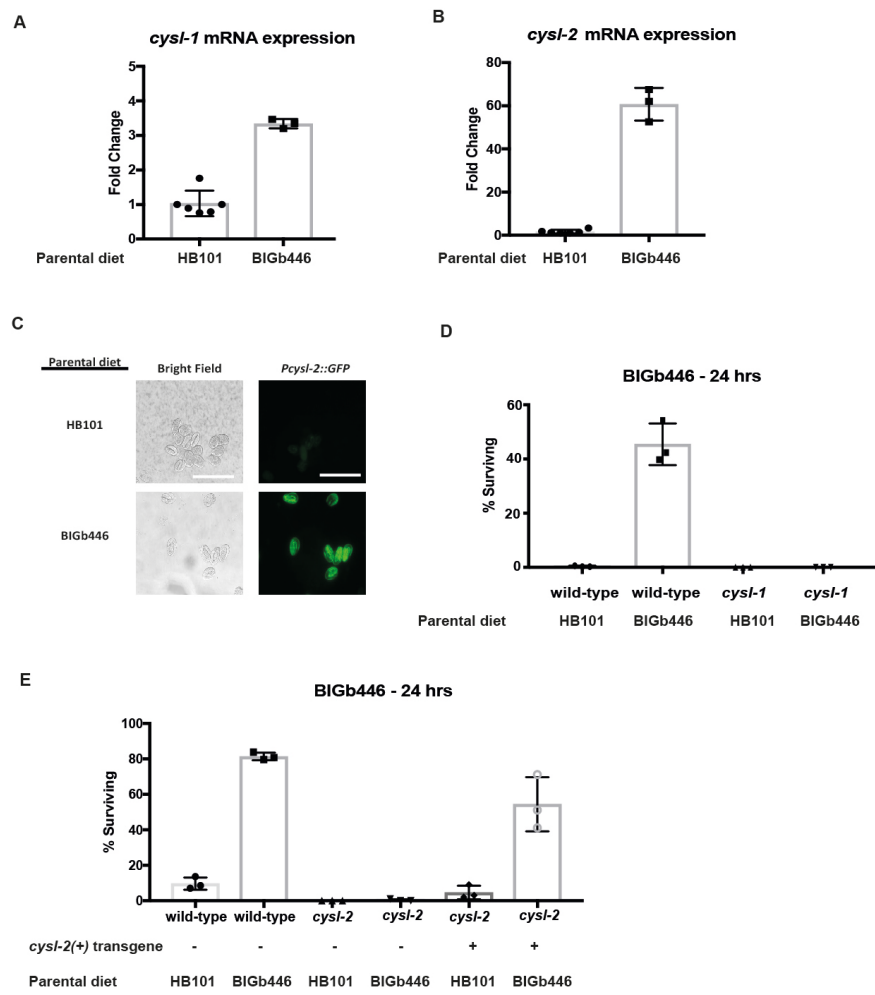 A
cysl-1 mRNA expression
5
4
3
2
1
0
Fold Change
Parental diet
HB101
BIGb446
B
cysl-2 mRNA expression
80
60
40
20
0
Fold Change
Parental diet
HB101
BIGb446
C
Parental diet
Bright Field
Pcysl-2::GFP
HB101
BIGb446
D
BIGb446 - 24 hrs
60
40
20
0
% Survivng
wild-type wild-type cysl-1 cysl-1
Parental diet HB101 BIGb446 HB101 BIGb446
E
BIGb446 - 24 hrs
100
80
60
40
20
0
% Surviving
wild-type wild-type cysl-2 cysl-2 cysl-2 cysl-2
cysl-2(+) transgene - - - - + +
Parental diet HB101 BIGb446 HB101 BIGb446 HB101 BIGb446